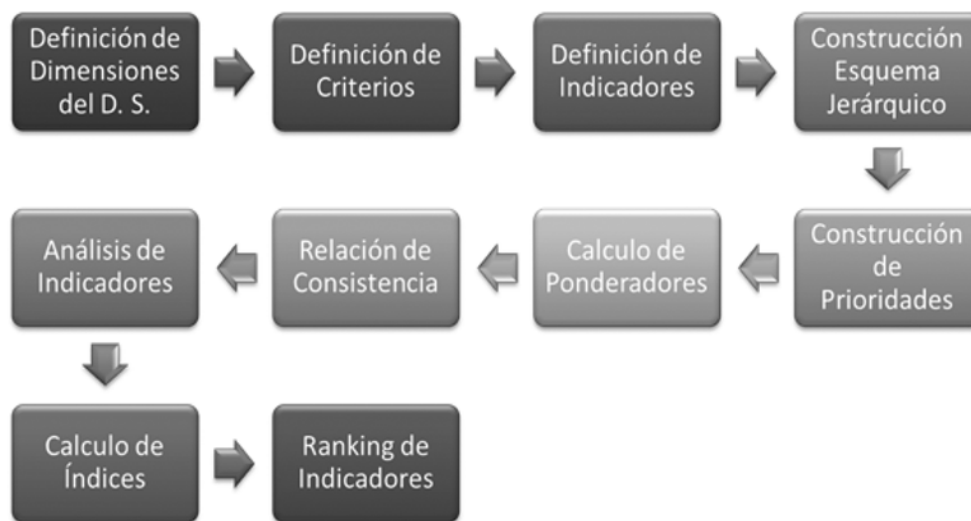 Definición de
Dimensiones
del D. S.
Definición de
Criterios
Definición de
Indicadores
Construcción
Esquema
Jerárquico
Construcción
de
Prioridades
Calculo de
Ponderadores
Relación de
Consistencia
Análisis de
Indicadores
Calculo de
Índices
Ranking de
Indicadores